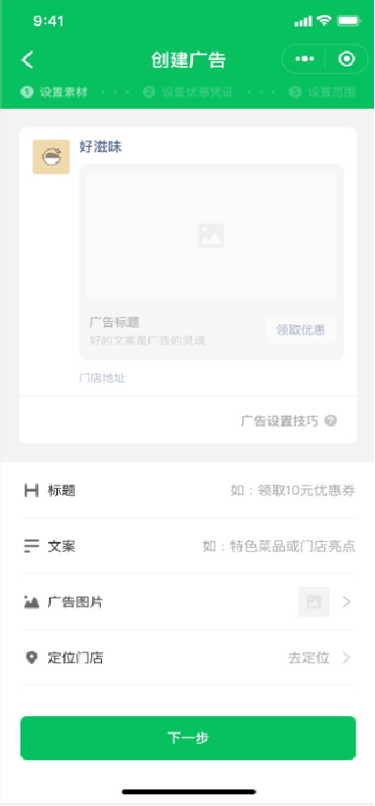 9:41
创建广告
1 设置素材 · · · 2 设置优惠凭证 · · · 3 设置范围
好滋味
广告标题
好的文案是广告的灵魂
领取优惠
门店地址
广告设置技巧 ?
标题 如：领取10元优惠券
文案 如：特色菜品或门店亮点
广告图片
定位门店 去定位
下一步